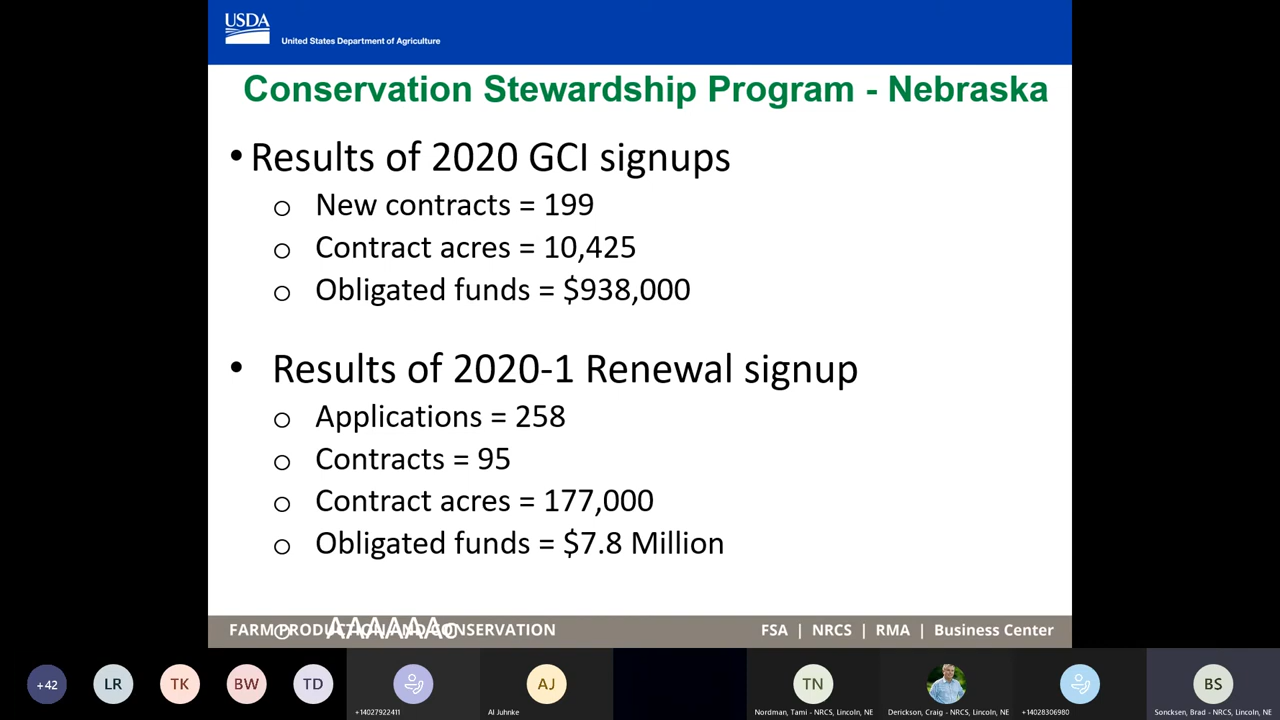 USDA
United States Department of Agriculture
Conservation Stewardship Program - Nebraska
• Results of 2020 GCI signups
o New contracts = 199
o Contract acres = 10,425
o Obligated funds = $938,000
• Results of 2020-1 Renewal signup
o Applications = 258
o Contracts = 95
o Contract acres = 177,000
o Obligated funds = $7.8 Million
FARM PRODUCTION AND CONSERVATION
FSA | NRCS | RMA | Business Center
+42
LR
TK
BW
TD
AJ
TN
BS
+14027922411
Al Juhnke
Nordman, Tami - NRCS, Lincoln, NE
Derickson, Craig - NRCS, Lincoln, NE
+14028306980
Soncksen, Brad - NRCS, Lincoln, NE